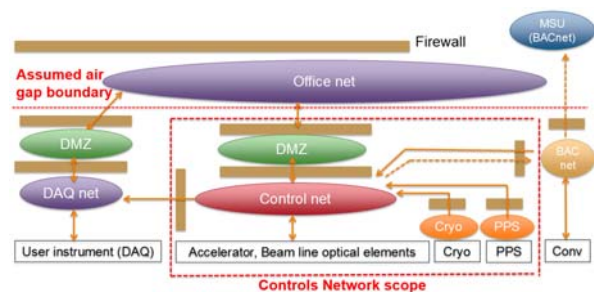 MSU
(BACnet)
Firewall
Assumed air
gap boundary
Office net
DMZ
DMZ
BAC
net
DAQ net
Control net
Cryo
PPS
User instrument (DAQ)
Accelerator, Beam line optical elements
Cryo
PPS
Conv
Controls Network scope